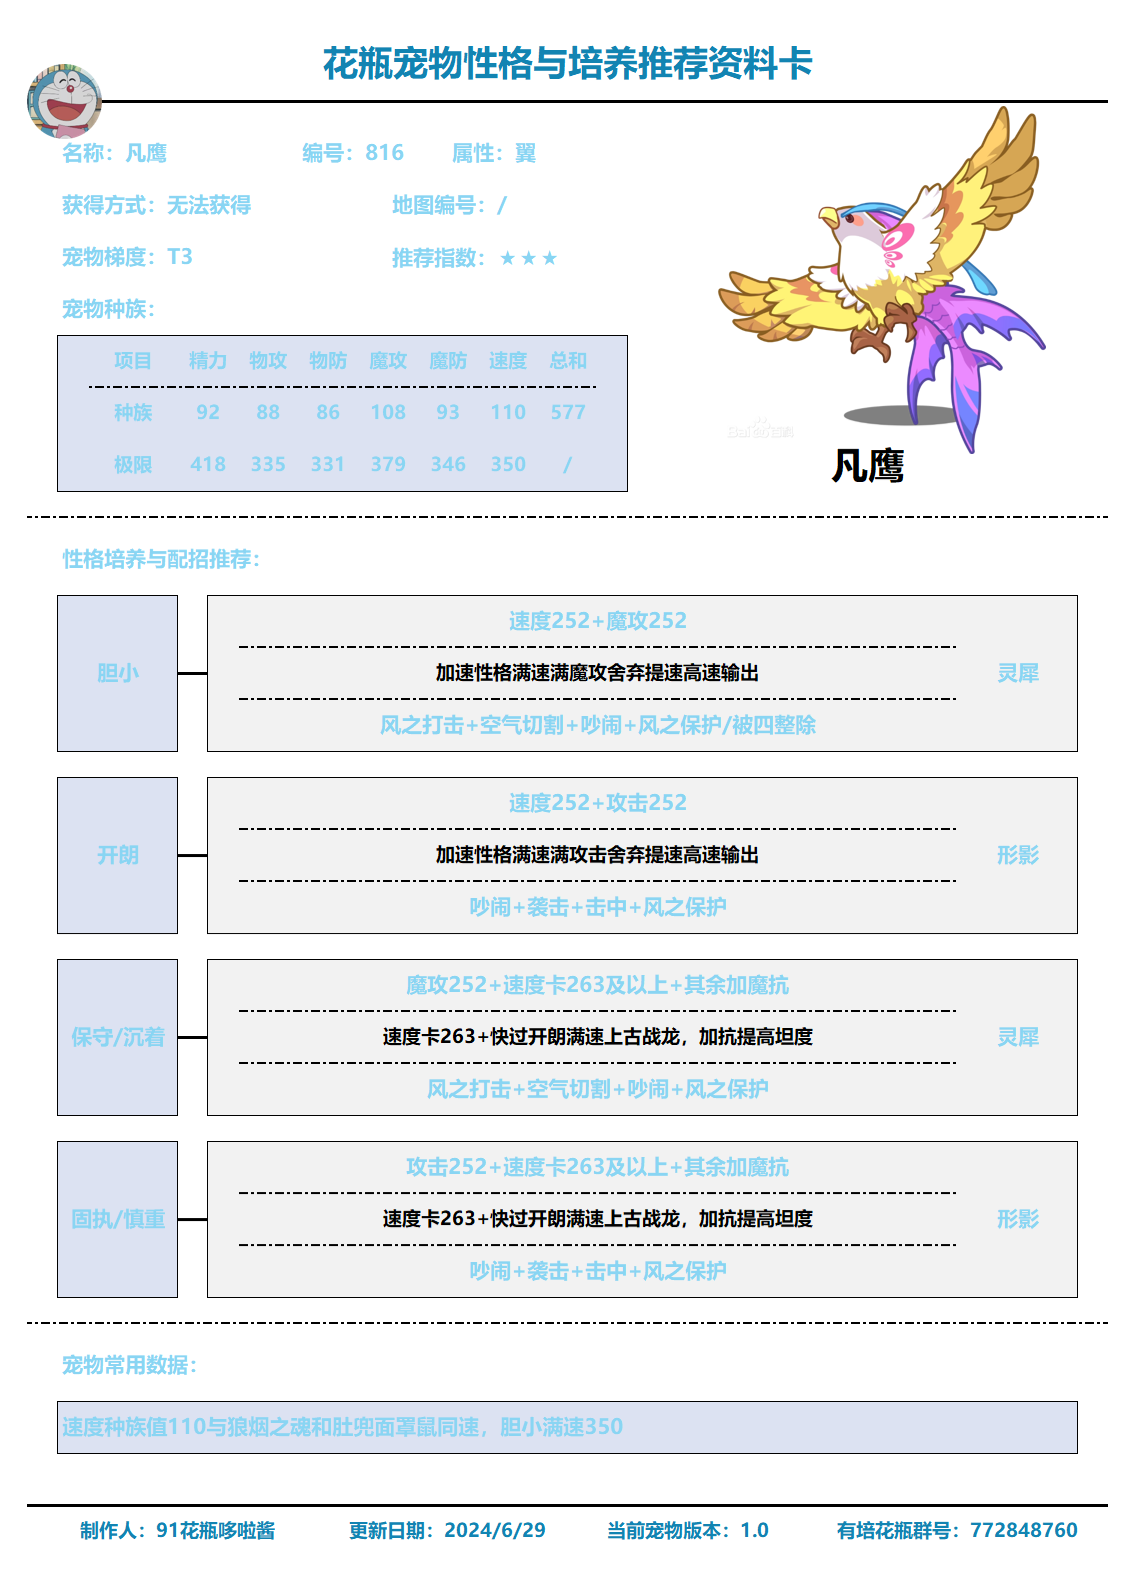 花瓶宠物性格与培养推荐资料卡
名称：凡鹰 编号：816 属性：翼
获得方式：无法获得 地图编号：/
宠物梯度：T3 推荐指数：★★★
宠物种族：
项目 精力 物攻 物防 魔攻 魔防 速度 总和
种族 92 88 86 108 93 110 577
极限 418 335 331 379 346 350 /
凡鹰
性格培养与配招推荐：
胆小
速度252+魔攻252
加速性格满速满魔攻舍弃提速高速输出
风之打击+空气切割+吵闹+风之保护/被四整除
灵犀
开朗
速度252+攻击252
加速性格满速满攻击舍弃提速高速输出
吵闹+袭击+击中+风之保护
形影
保守/沉着
魔攻252+速度卡263及以上+其余加魔抗
速度卡263+快过开朗满速上古战龙，加抗提高坦度
风之打击+空气切割+吵闹+风之保护
灵犀
固执/慎重
攻击252+速度卡263及以上+其余加魔抗
速度卡263+快过开朗满速上古战龙，加抗提高坦度
吵闹+袭击+击中+风之保护
形影
宠物常用数据：
速度种族值110与狼烟之魂和肚兜面罩鼠同速，胆小满速350
制作人：91花瓶哆啦酱 更新日期：2024/6/29 当前宠物版本：1.0 有培花瓶群号：772848760